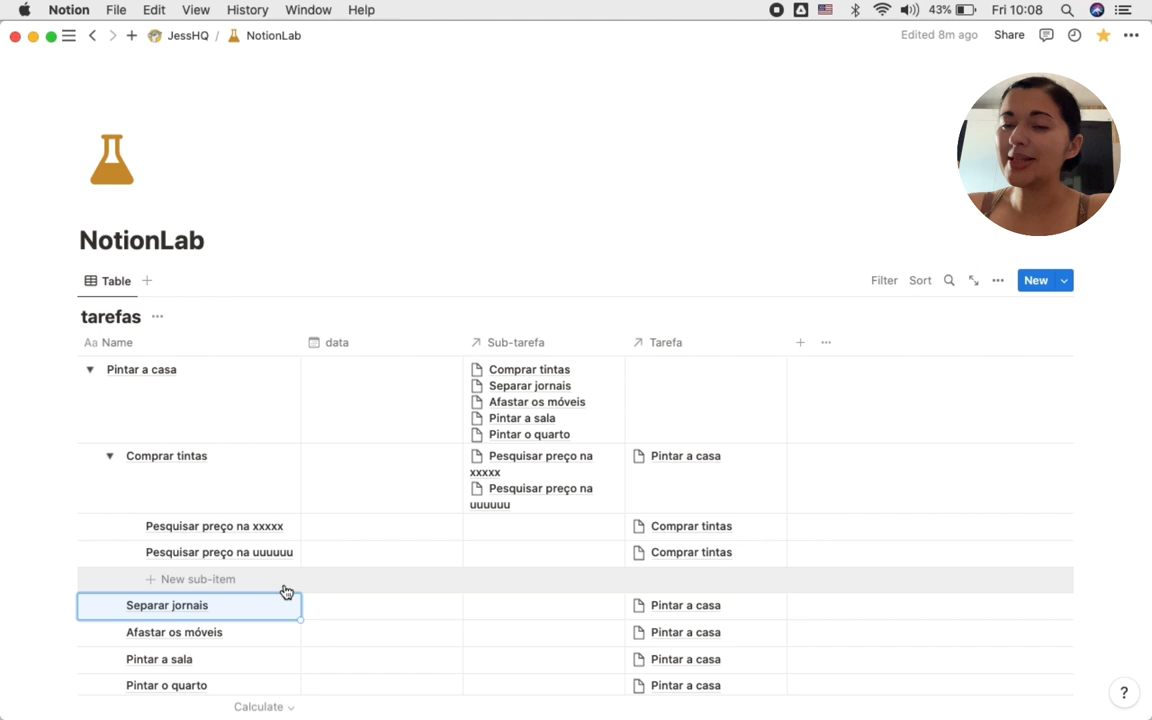 Notion File Edit View History Window Help 43% Fri 10:08
JessHQ / NotionLab Edited 8m ago Share
NotionLab
Table Filter Sort New
tarefas
Aa Name data Sub-tarefa Tarefa
Pintar a casa Comprar tintas
Separar jornais
Afastar os móveis
Pintar a sala
Pintar o quarto
Comprar tintas Pesquisar preço na Pintar a casa
xxxxx
Pesquisar preço na
uuuuuu
Pesquisar preço na xxxxx Comprar tintas
Pesquisar preço na uuuuuu Comprar tintas
+ New sub-item
Separar jornais Pintar a casa
Afastar os móveis Pintar a casa
Pintar a sala Pintar a casa
Pintar o quarto Pintar a casa
Calculate
?